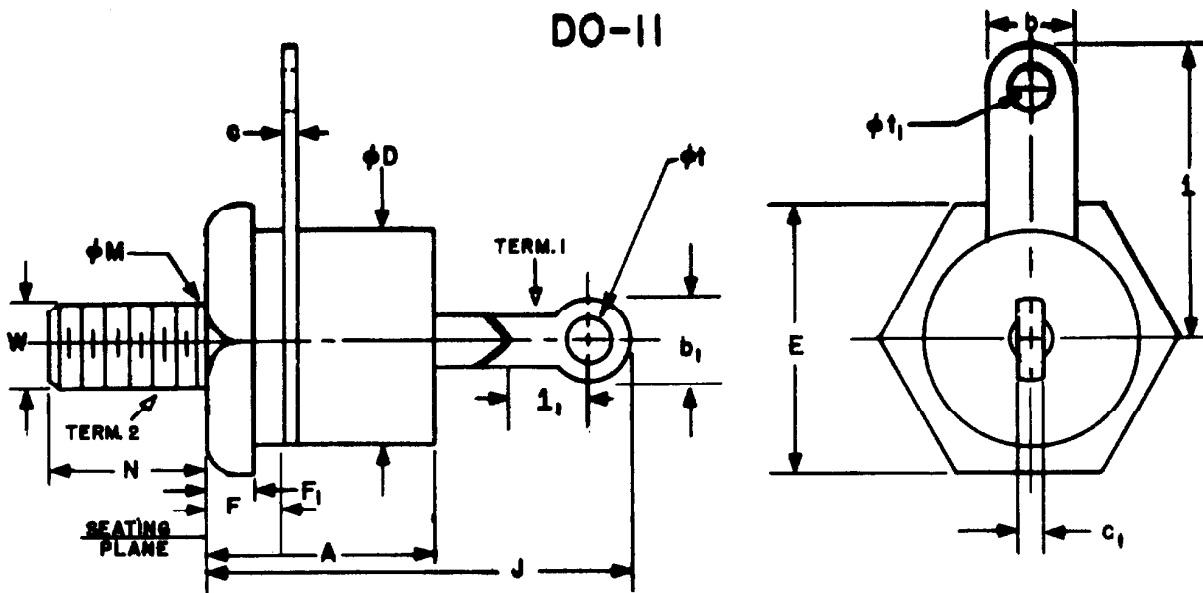 DO-11
b
c
φD
φt
φt₁
1
φM
TERM.1
W
b₁
E
1₁
TERM.2
N
F
F₁
SEATING
PLANE
A
J
c₁